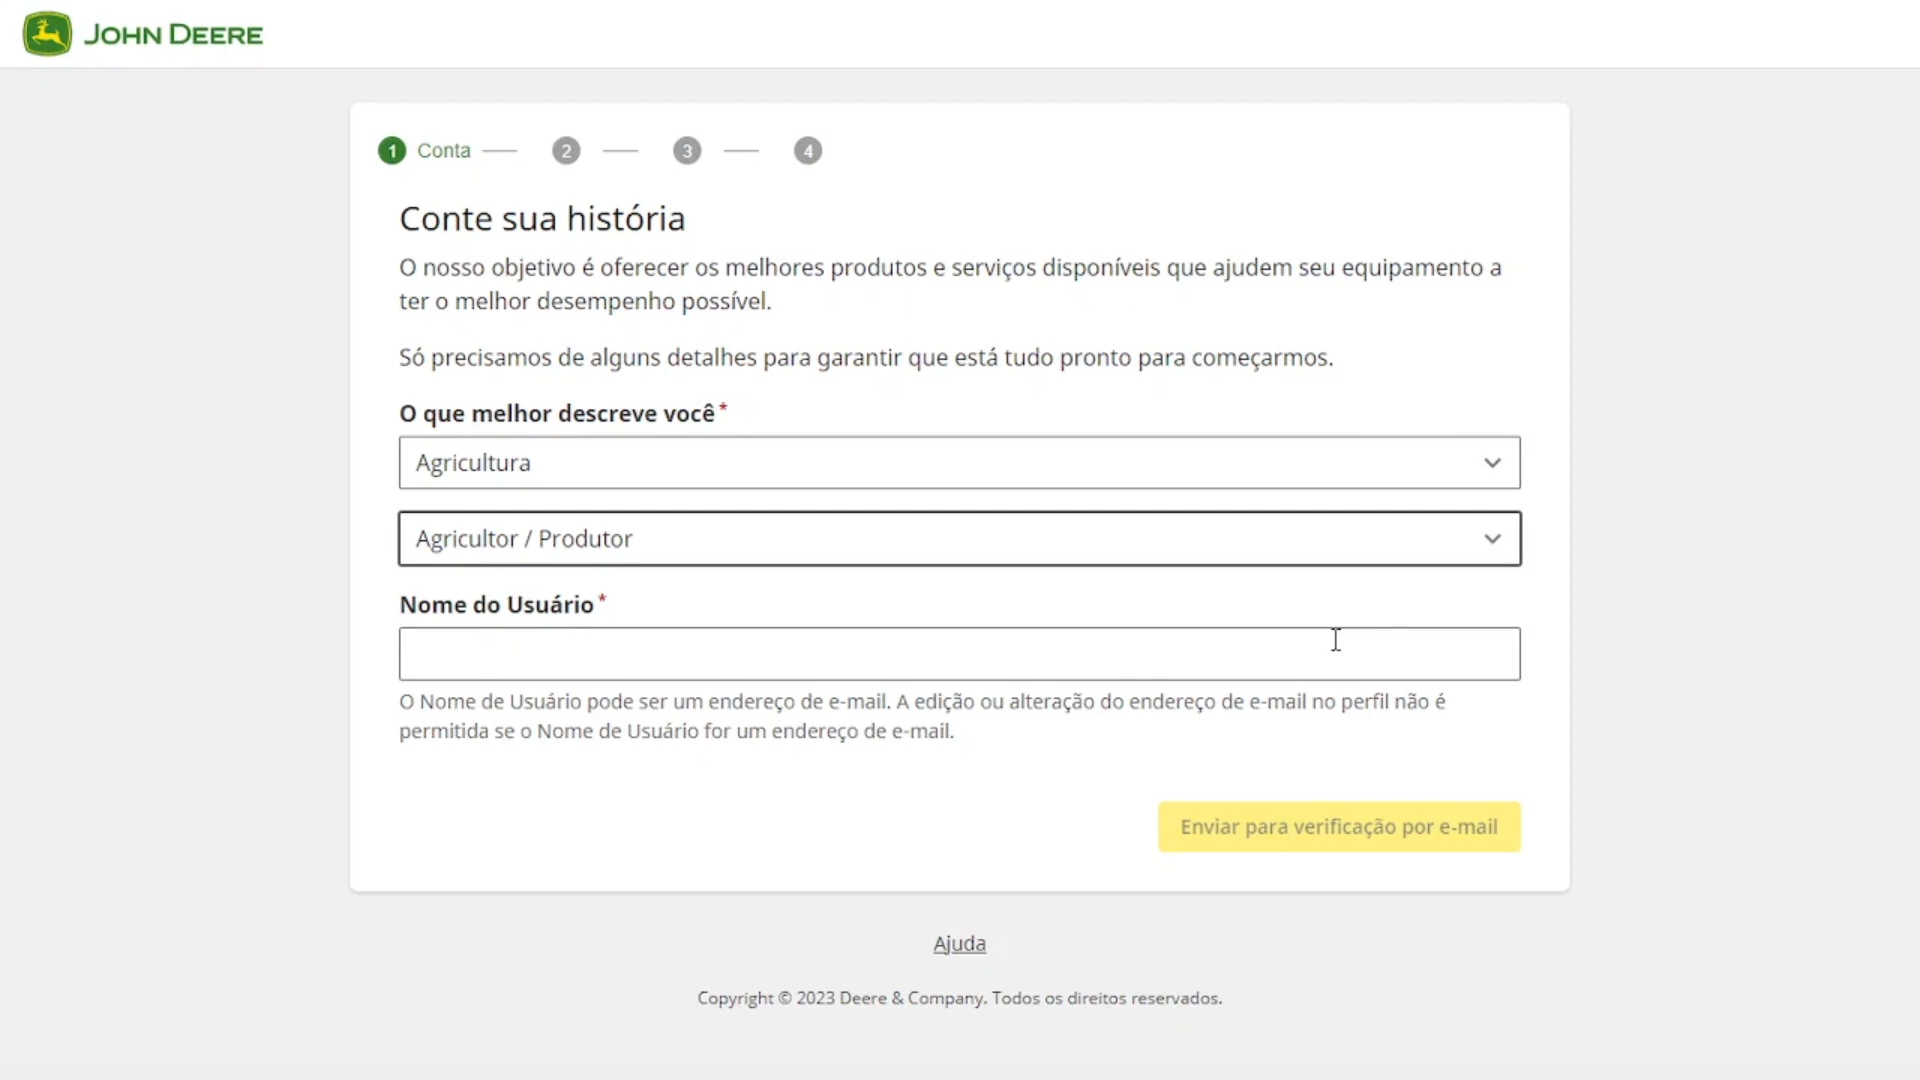 JOHN DEERE
1 Conta 2 3 4
Conte sua história
O nosso objetivo é oferecer os melhores produtos e serviços disponíveis que ajudem seu equipamento a
ter o melhor desempenho possível.
Só precisamos de alguns detalhes para garantir que está tudo pronto para começarmos.
O que melhor descreve você*
Agricultura
Agricultor / Produtor
Nome do Usuário*
O Nome de Usuário pode ser um endereço de e-mail. A edição ou alteração do endereço de e-mail no perfil não é
permitida se o Nome de Usuário for um endereço de e-mail.
Enviar para verificação por e-mail
Ajuda
Copyright © 2023 Deere & Company. Todos os direitos reservados.